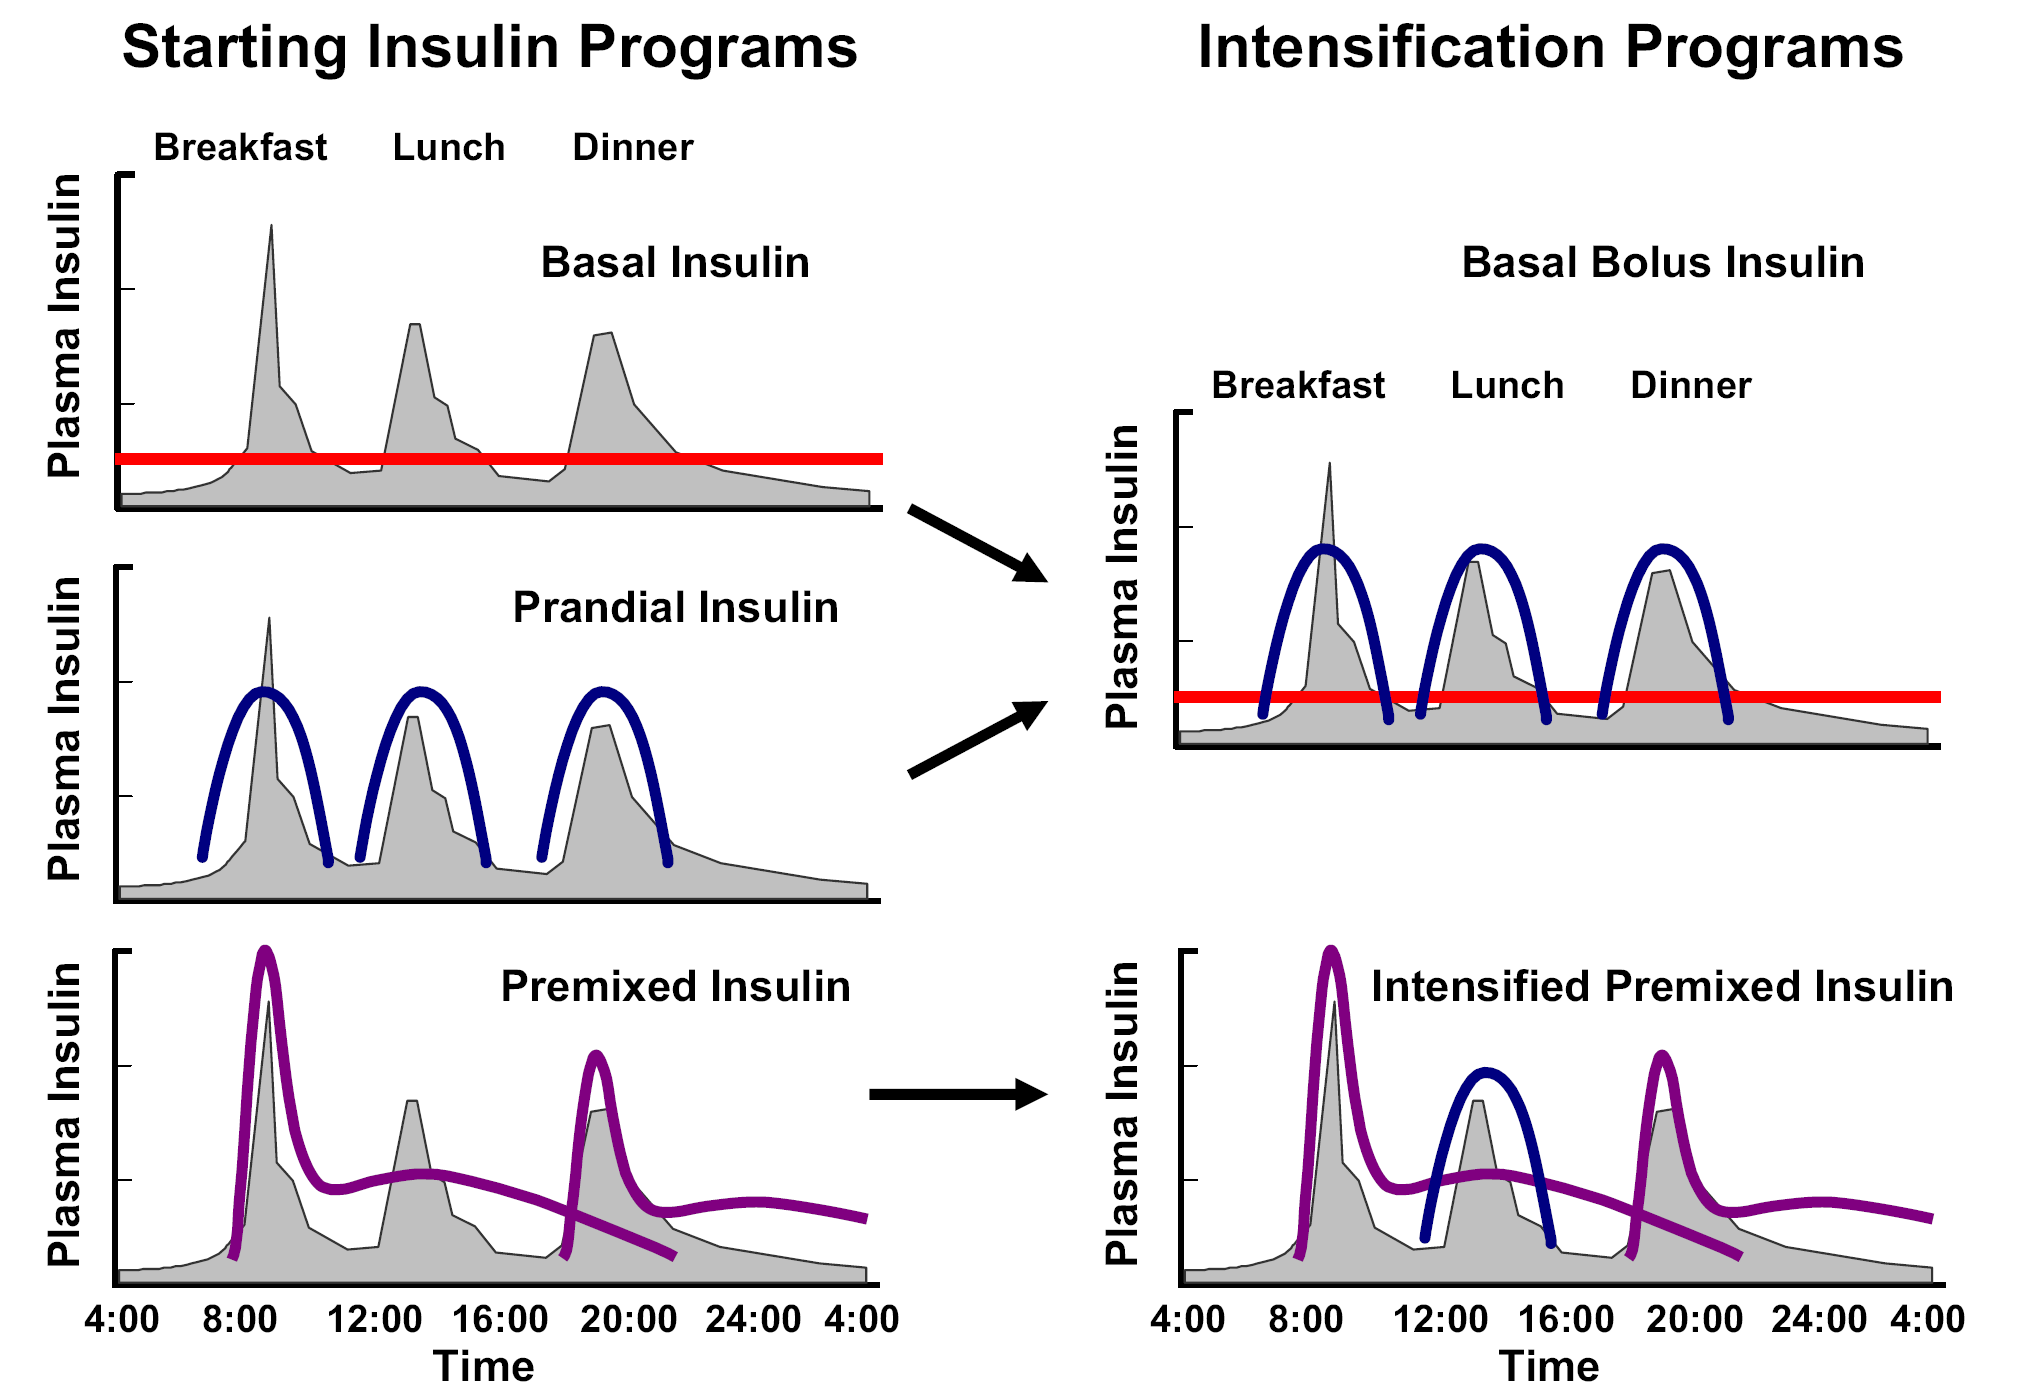 Starting Insulin Programs
Intensification Programs
Breakfast Lunch Dinner
Plasma Insulin
Basal Insulin
Basal Bolus Insulin
Breakfast Lunch Dinner
Plasma Insulin
Plasma Insulin
Prandial Insulin
Plasma Insulin
Premixed Insulin
4:00 8:00 12:00 16:00 20:00 24:00 4:00
Time
Plasma Insulin
Intensified Premixed Insulin
4:00 8:00 12:00 16:00 20:00 24:00 4:00
Time